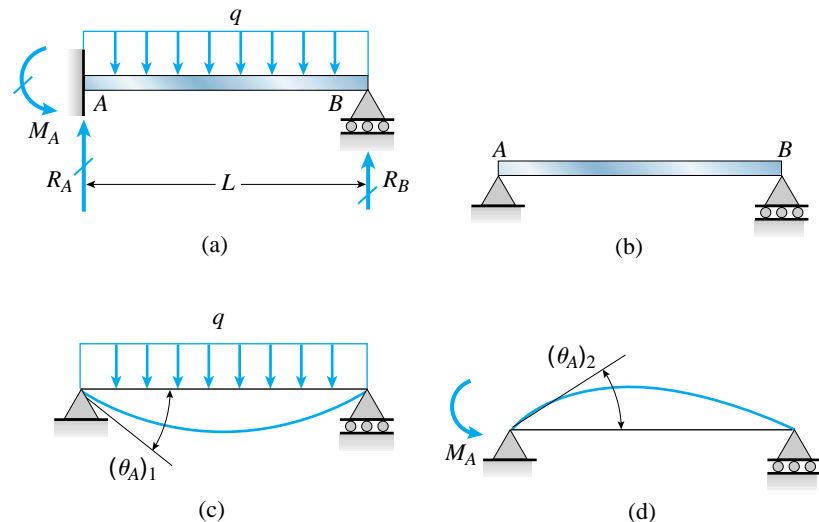 q
A B
M_A
R_A L R_B
(a)
A B
(b)
q
(θ_A)_1
(c)
(θ_A)_2
M_A
(d)